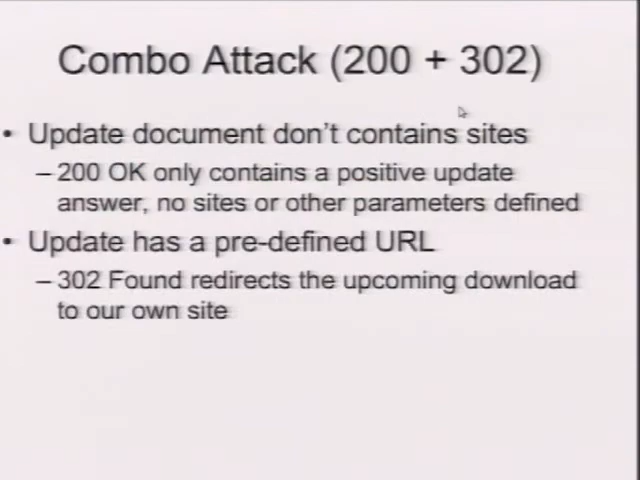 Combo Attack (200 + 302)
• Update document don't contains sites
– 200 OK only contains a positive update
answer, no sites or other parameters defined
• Update has a pre-defined URL
– 302 Found redirects the upcoming download
to our own site